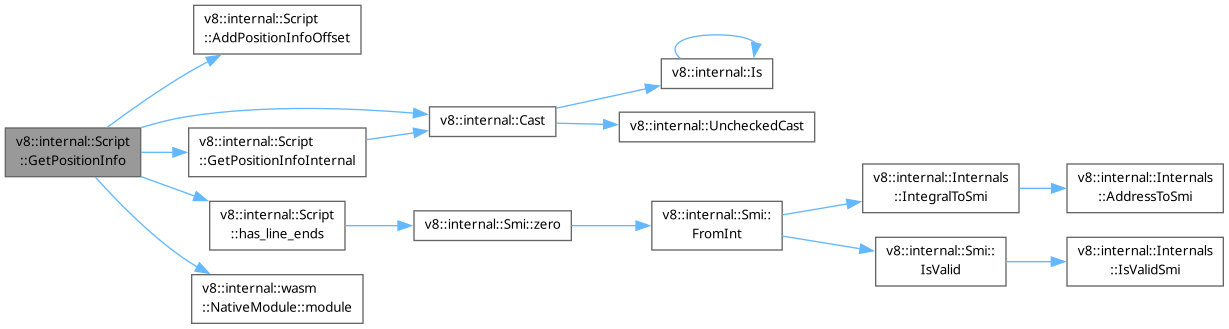 v8::internal::Script
::GetPositionInfo
v8::internal::Script
::AddPositionInfoOffset
v8::internal::Script
::GetPositionInfoInternal
v8::internal::Script
::has_line_ends
v8::internal::wasm
::NativeModule::module
v8::internal::Cast
v8::internal::Smi::zero
v8::internal::Is
v8::internal::UncheckedCast
v8::internal::Smi::
FromInt
v8::internal::Internals
::IntegralToSmi
v8::internal::Smi::
IsValid
v8::internal::Internals
::AddressToSmi
v8::internal::Internals
::IsValidSmi